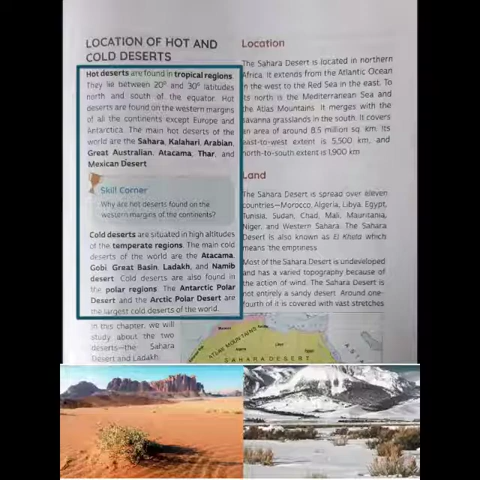 LOCATION OF HOT AND
COLD DESERTS
Hot deserts are found in tropical regions.
They lie between 20° and 30° latitudes
north and south of the equator. Hot
deserts are found on the western margins
of all the continents except Europe and
Antarctica. The main hot deserts of the
world are the Sahara, Kalahari, Arabian,
Great Australian, Atacama, Thar, and
Mexican Desert.
Skill Corner
Why are hot deserts found on the
western margins of the continents?
Cold deserts are situated in high altitudes
of the temperate regions. The main cold
deserts of the world are the Atacama,
Gobi, Great Basin, Ladakh, and Namib
desert. Cold deserts are also found in
the polar regions. The Antarctic Polar
Desert and the Arctic Polar Desert are
the largest cold deserts of the world.
In this chapter, we will
study about the two
deserts—the Sahara
Desert and Ladakh.
Location
The Sahara Desert is located in northern
Africa. It extends from the Atlantic Ocean
in the west to the Red Sea in the east. To
its north is the Mediterranean Sea and
the Atlas Mountains. It merges with the
savanna grasslands in the south. It covers
an area of around 8.5 million sq. km. Its
east-to-west extent is 5,500 km, and
north-to-south extent is 1,900 km.
Land
The Sahara Desert is spread over eleven
countries—Morocco, Algeria, Libya, Egypt,
Tunisia, Sudan, Chad, Mali, Mauritania,
Niger, and Western Sahara. The Sahara
Desert is also known as El Khela which
means 'the emptiness'.
Most of the Sahara Desert is undeveloped
and has a varied topography because of
the action of wind. The Sahara Desert is
not entirely a sandy desert. Around one-
fourth of it is covered with vast stretches
ATLAS MOUNTAINS
SAHARA DESERT